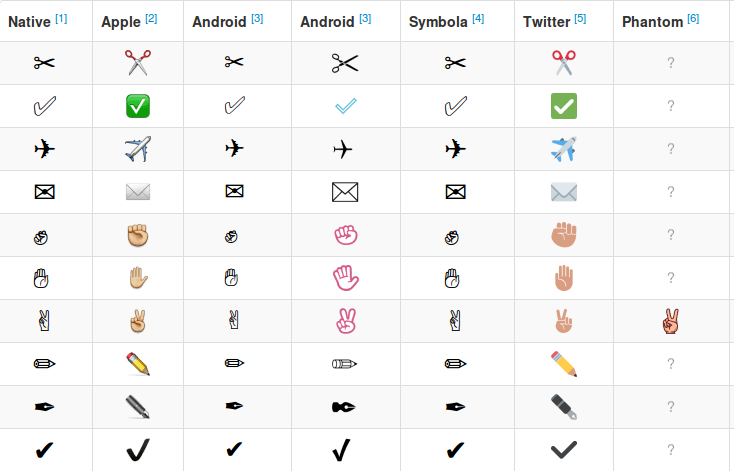 Native [1] Apple [2] Android [3] Android [3] Symbola [4] Twitter [5] Phantom [6]
✂ ✂ ✂ ✂ ✂ ✂ ?
✅ ✅ ✅ ✅ ✅ ✅ ?
✈ ✈ ✈ ✈ ✈ ✈ ?
✉ ✉ ✉ ✉ ✉ ✉ ?
✊ ✊ ✊ ✊ ✊ ✊ ?
✋ ✋ ✋ ✋ ✋ ✋ ?
✌ ✌ ✌ ✌ ✌ ✌ ✌
✏ ✏ ✏ ✏ ✏ ✏ ?
✒ ✒ ✒ ✒ ✒ ✒ ?
✔ ✔ ✔ ✔ ✔ ✔ ?